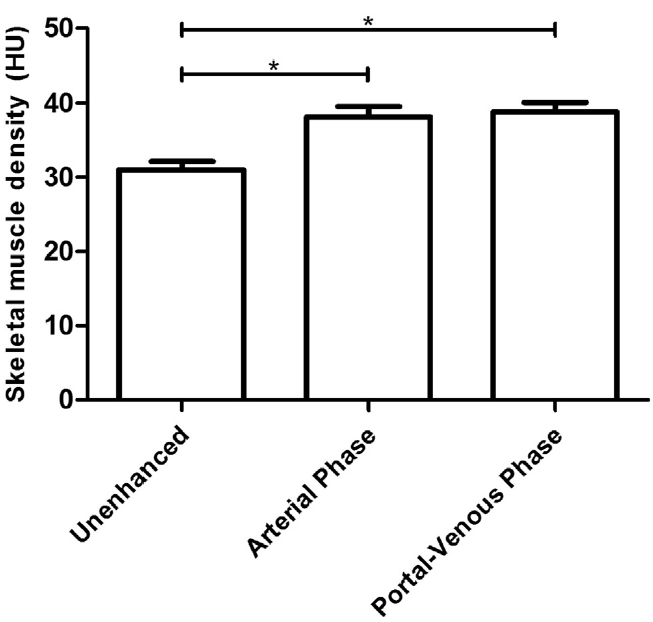 Skeletal muscle density (HU)
50
40
30
20
10
0
*
*
Unenhanced
Arterial Phase
Portal-Venous Phase